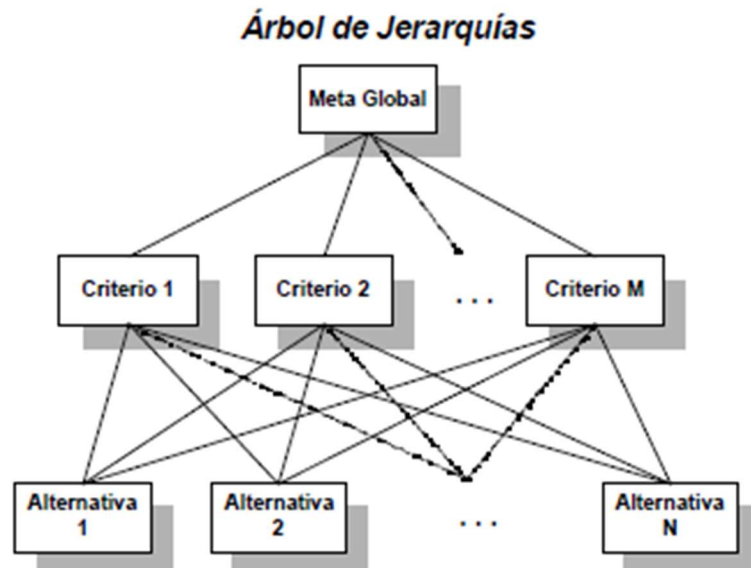 Árbol de Jerarquías
Meta Global
Criterio 1
Criterio 2
. . .
Criterio M
Alternativa
1
Alternativa
2
. . .
Alternativa
N